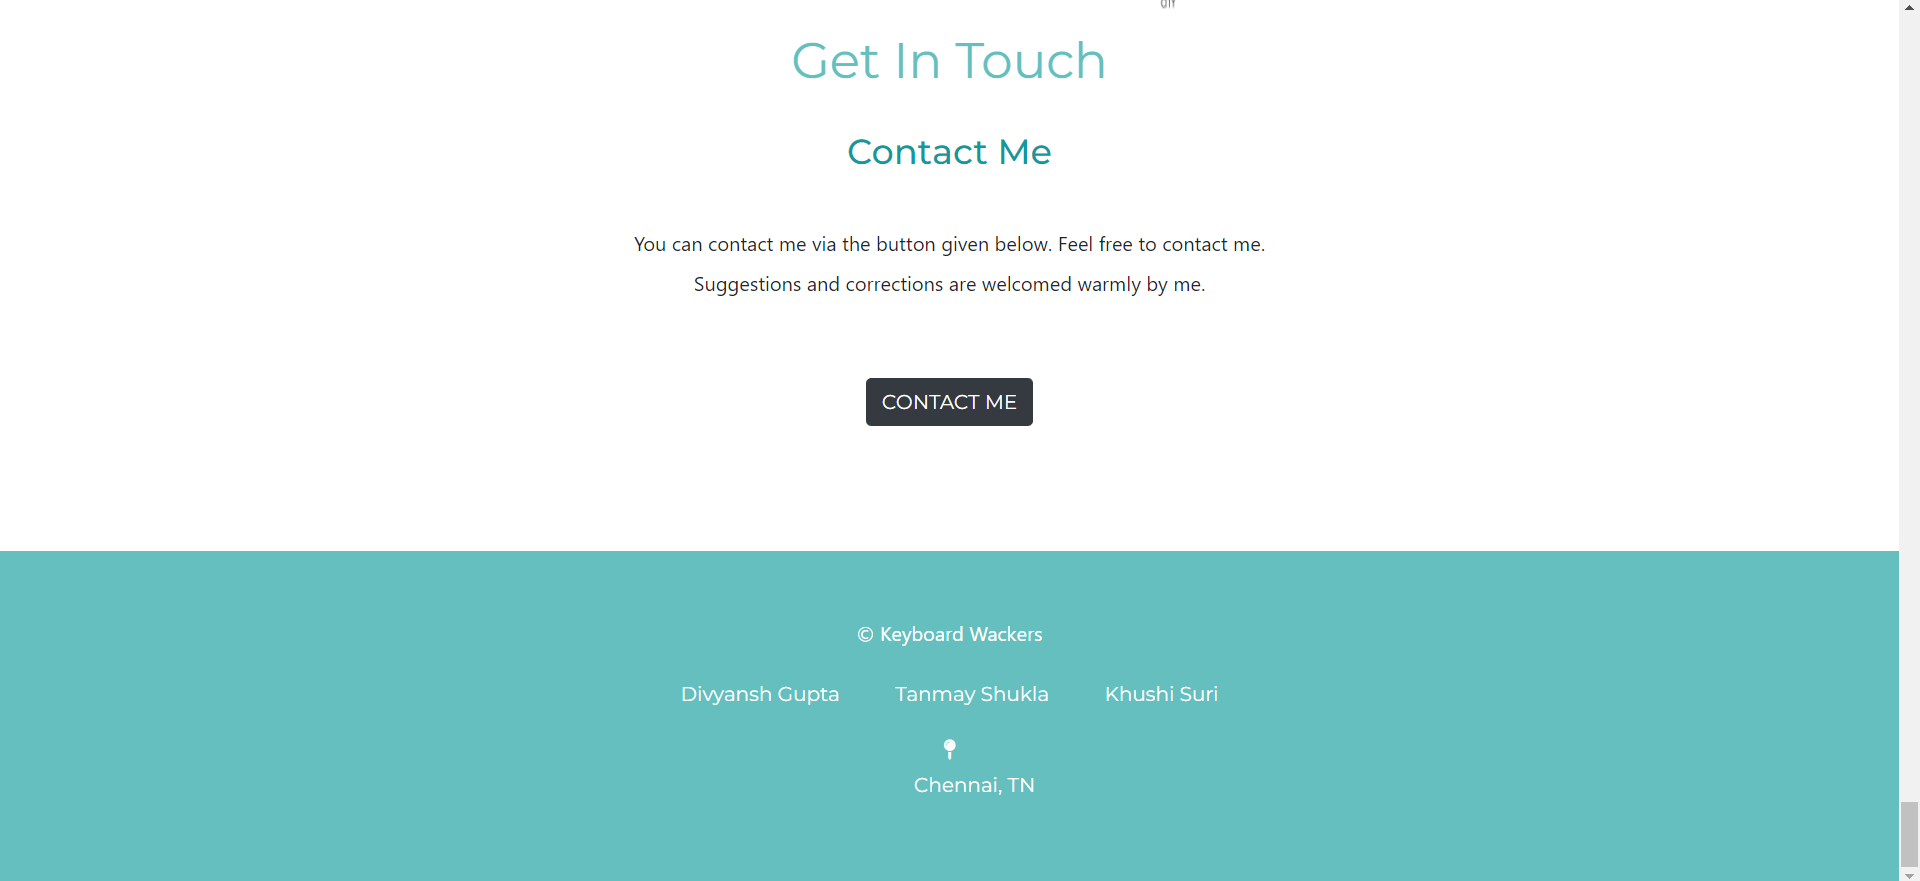 Get In Touch
Contact Me
You can contact me via the button given below. Feel free to contact me.
Suggestions and corrections are welcomed warmly by me.
CONTACT ME
© Keyboard Wackers
Divyansh Gupta Tanmay Shukla Khushi Suri
Chennai, TN